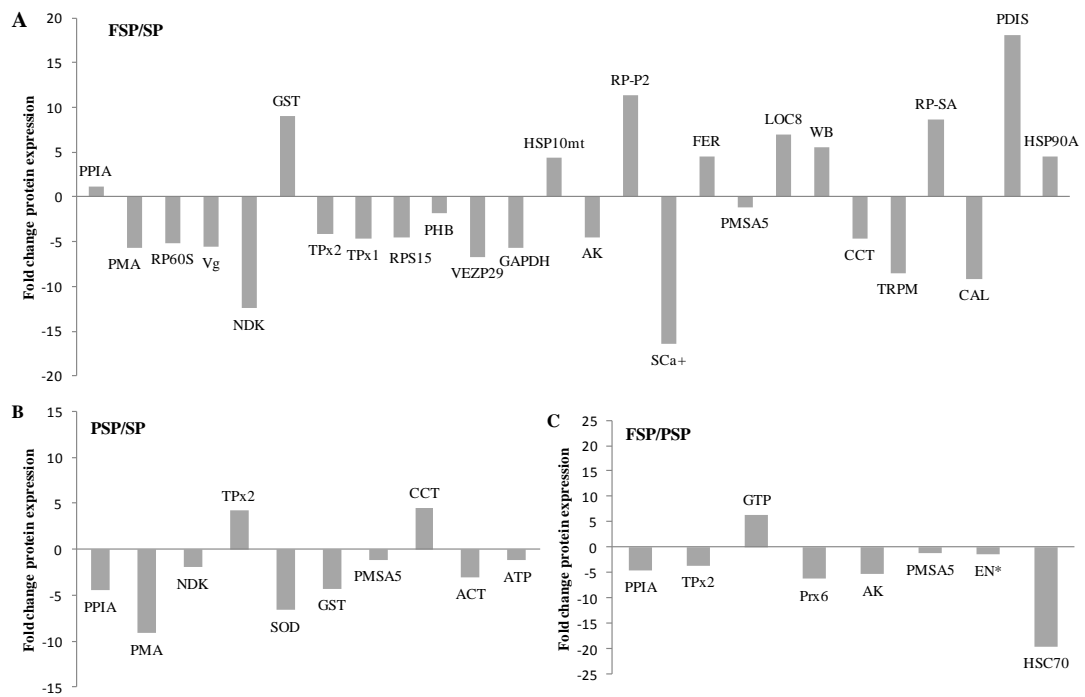 A
FSP/SP
Fold change protein expression
20
15
10
5
0
-5
-10
-15
-20
PPIA
PMA
RP60S
Vg
NDK
GST
TPx2
TPx1
RPS15
PHB
VEZP29
GAPDH
HSP10mt
AK
RP-P2
SCa+
FER
PMSA5
LOC8
WB
CCT
TRPM
RP-SA
CAL
PDIS
HSP90A
B
PSP/SP
Fold change protein expression
15
10
5
0
-5
-10
-15
PPIA
PMA
NDK
TPx2
SOD
GST
PMSA5
CCT
ACT
ATP
C
FSP/PSP
Fold change protein expression
25
20
15
10
5
0
-5
-10
-15
-20
-25
PPIA
TPx2
GTP
Prx6
AK
PMSA5
EN*
HSC70